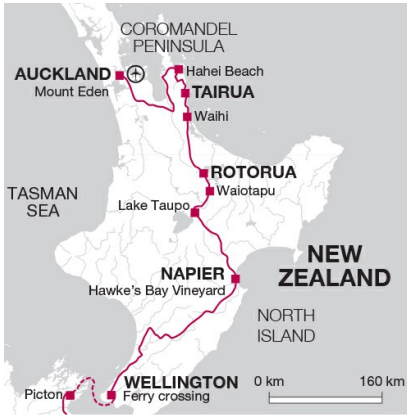 COROMANDEL
PENINSULA
AUCKLAND
Mount Eden
Hahei Beach
TAIRUA
Waihi
ROTORUA
Waiotapu
TASMAN
SEA
Lake Taupo
NEW
ZEALAND
NAPIER
Hawke's Bay Vineyard
NORTH
ISLAND
WELLINGTON
Ferry crossing
Picton
0 km 160 km